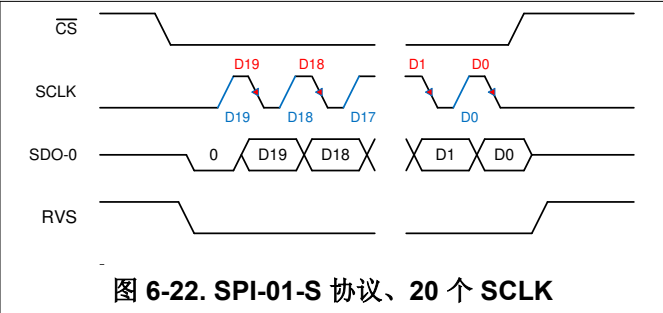 CS
D19 D18 D1 D0
SCLK
D19 D18 D17 D0
SDO-0 0 D19 D18 D1 D0
RVS
图 6-22. SPI-01-S 协议、20 个 SCLK